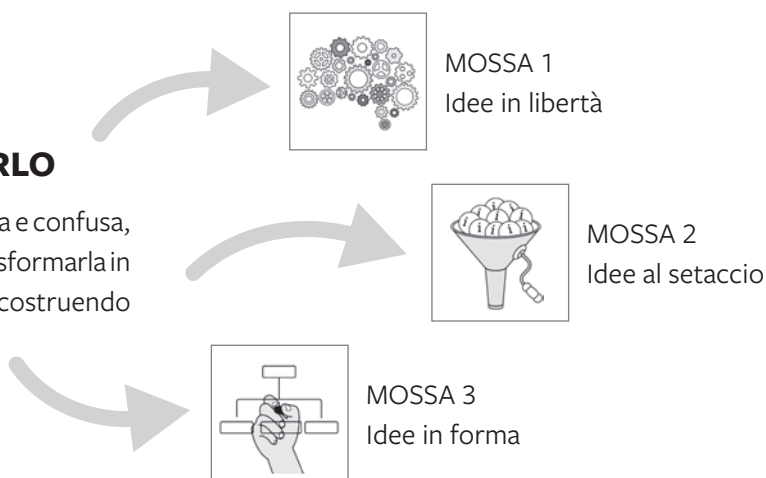 MOSSA 1
Idee in libertà
RLO
a e confusa,
sformarla in
costruendo
MOSSA 2
Idee al setaccio
MOSSA 3
Idee in forma